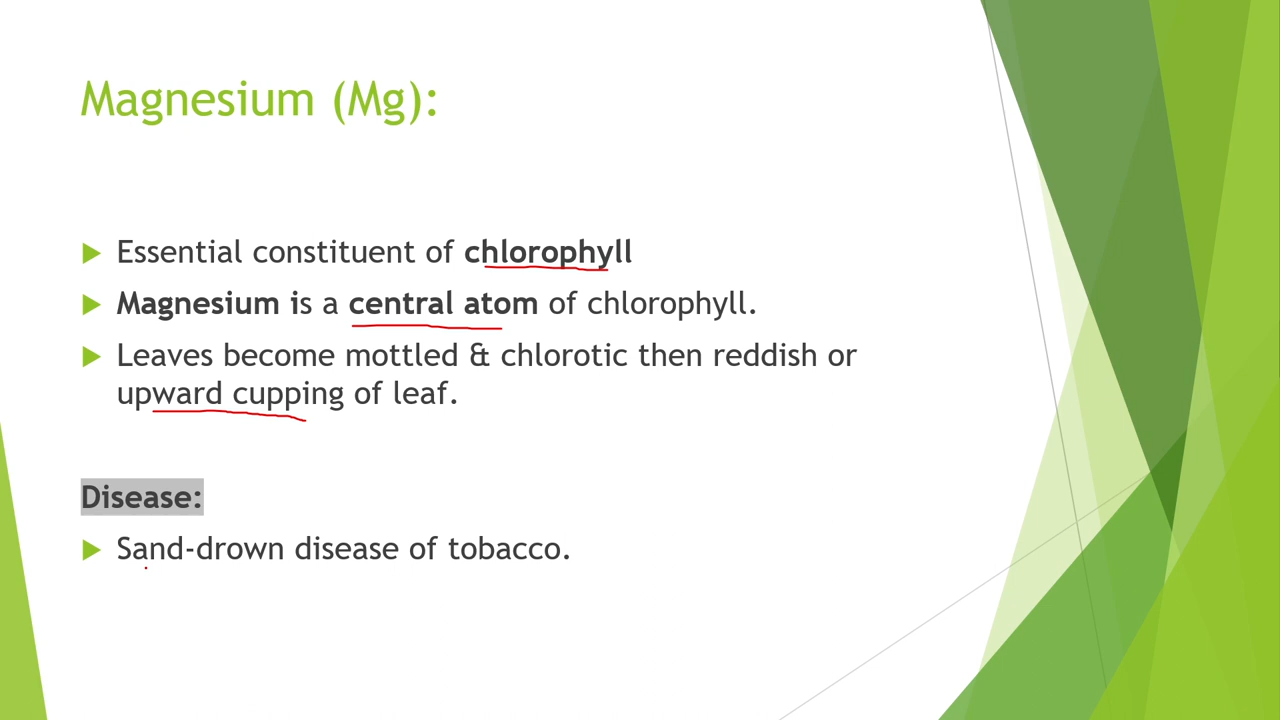 Magnesium (Mg):
Essential constituent of chlorophyll
Magnesium is a central atom of chlorophyll.
Leaves become mottled & chlorotic then reddish or
upward cupping of leaf.
Disease:
Sand-drown disease of tobacco.